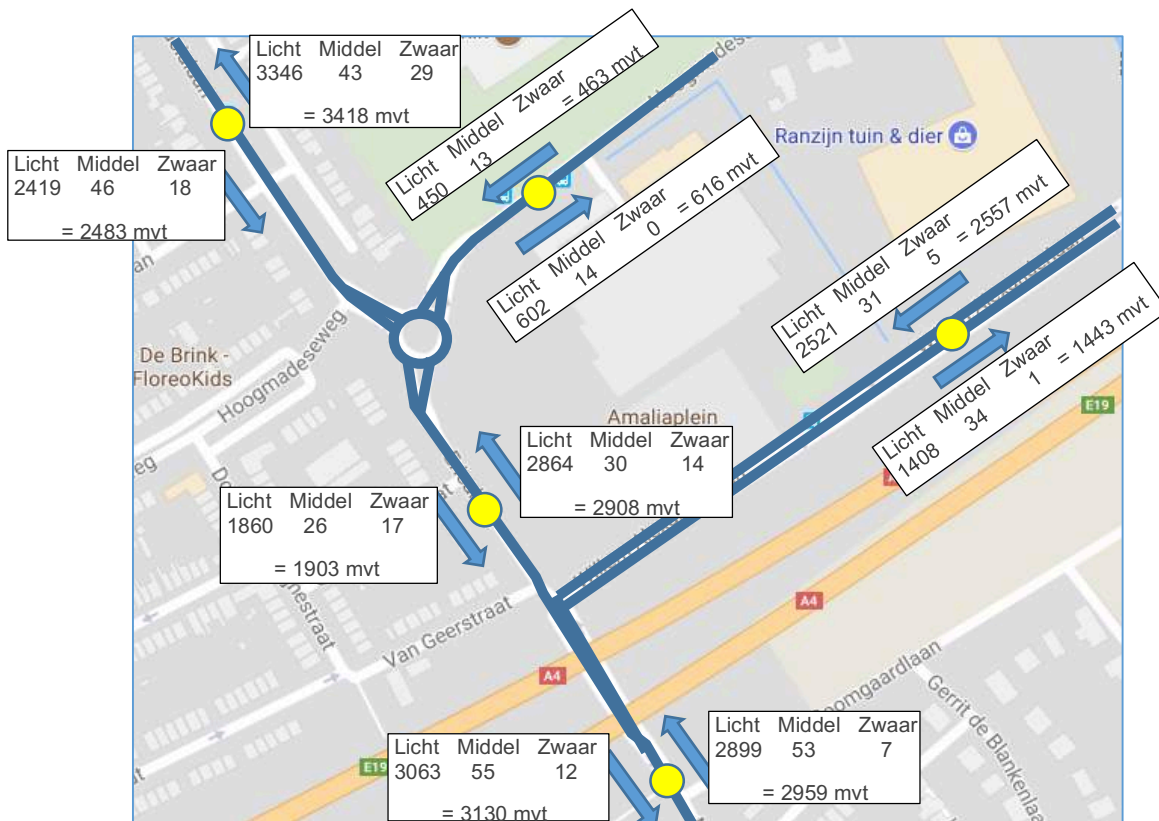 Licht Middel Zwaar
3346 43 29
= 3418 mvt
Licht Middel Zwaar
2419 46 18
= 2483 mvt
Licht Middel Zwaar
450 13 = 463 mvt
Licht Middel Zwaar
602 14 0 = 616 mvt
Ranzijn tuin & dier
Licht Middel Zwaar
2521 31 5 = 2557 mvt
Licht Middel Zwaar
1408 34 1 = 1443 mvt
De Brink -
FloreoKids
Hoogmadeseweg
Amaliaplein
E19
Licht Middel Zwaar
2864 30 14
= 2908 mvt
Licht Middel Zwaar
1860 26 17
= 1903 mvt
Van Geerstraat
A4
A4
E19
Gerrit de Blankenlaa
Licht Middel Zwaar
3063 55 12
= 3130 mvt
Licht Middel Zwaar
2899 53 7
= 2959 mvt